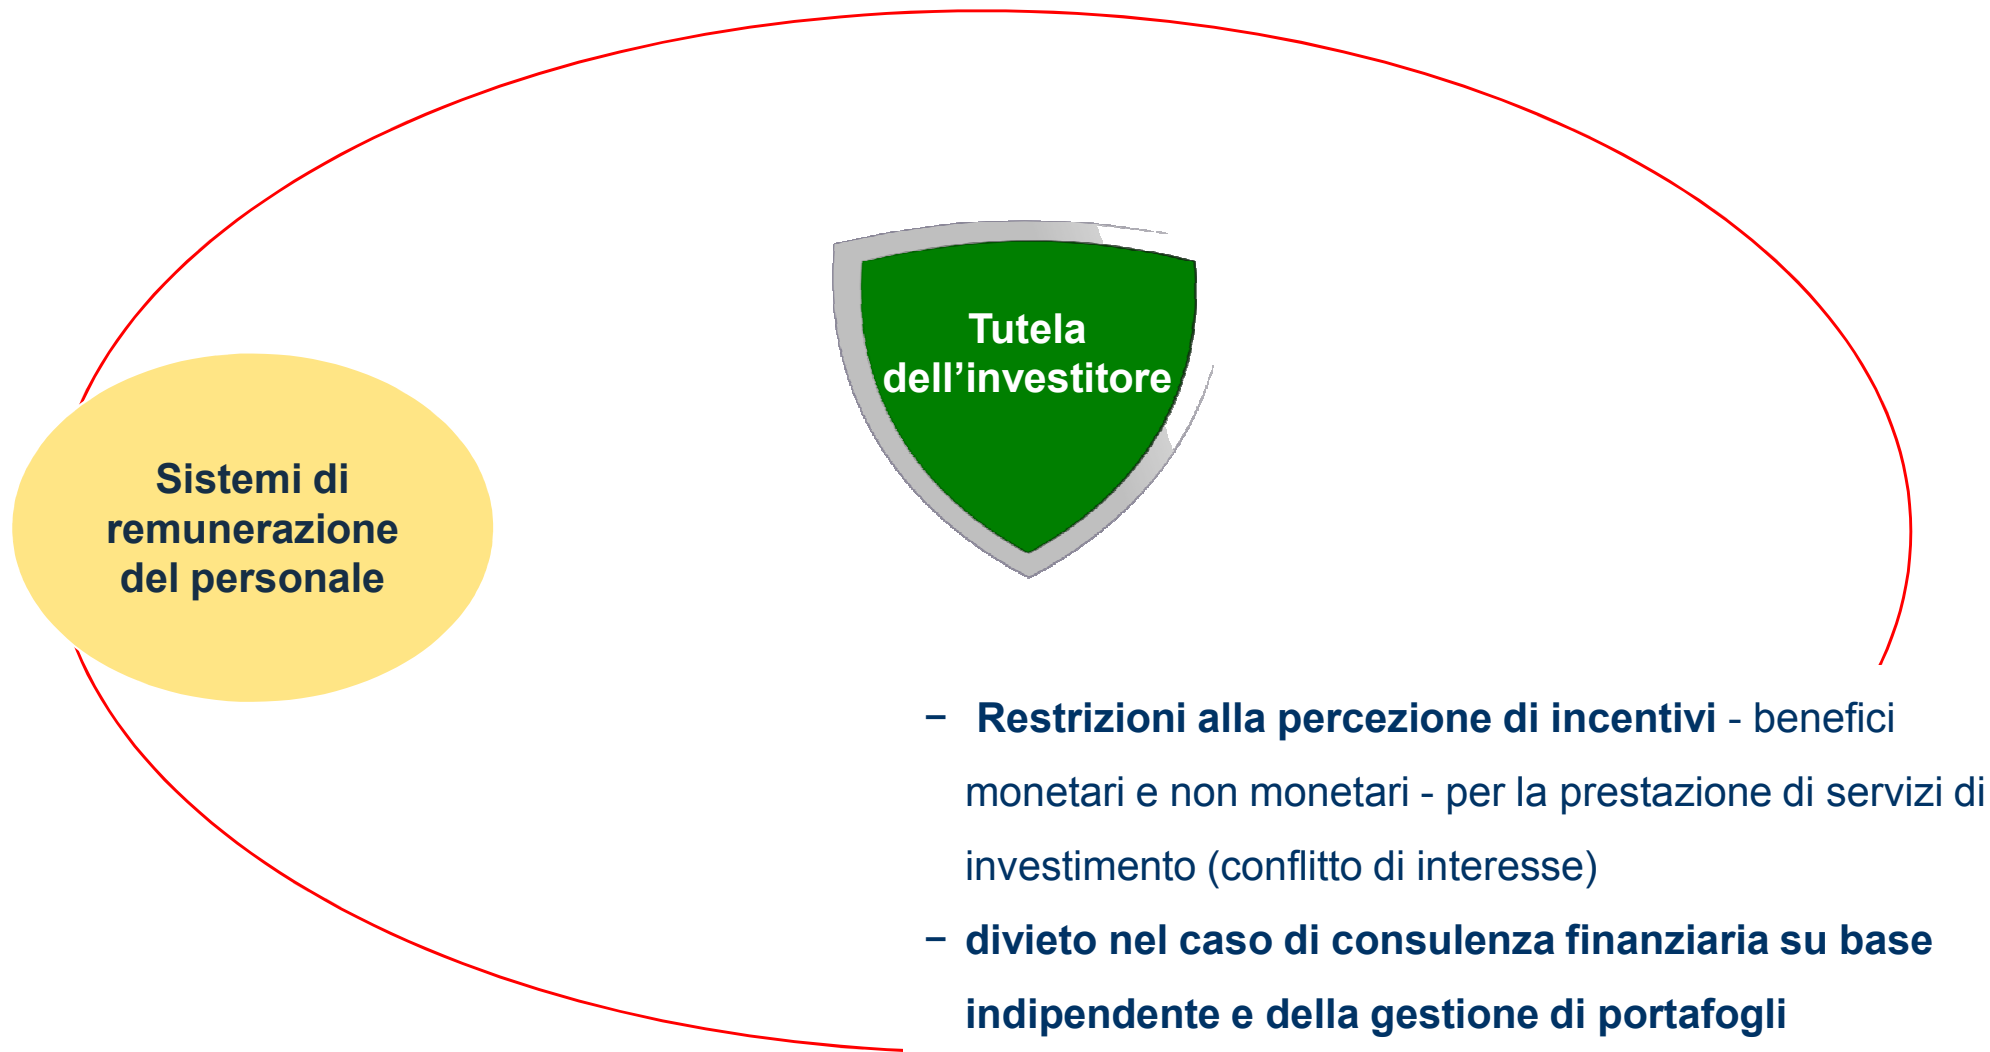 Tutela
dell’investitore
Sistemi di
remunerazione
del personale
– Restrizioni alla percezione di incentivi - benefici
monetari e non monetari - per la prestazione di servizi di
investimento (conflitto di interesse)
– divieto nel caso di consulenza finanziaria su base
indipendente e della gestione di portafogli